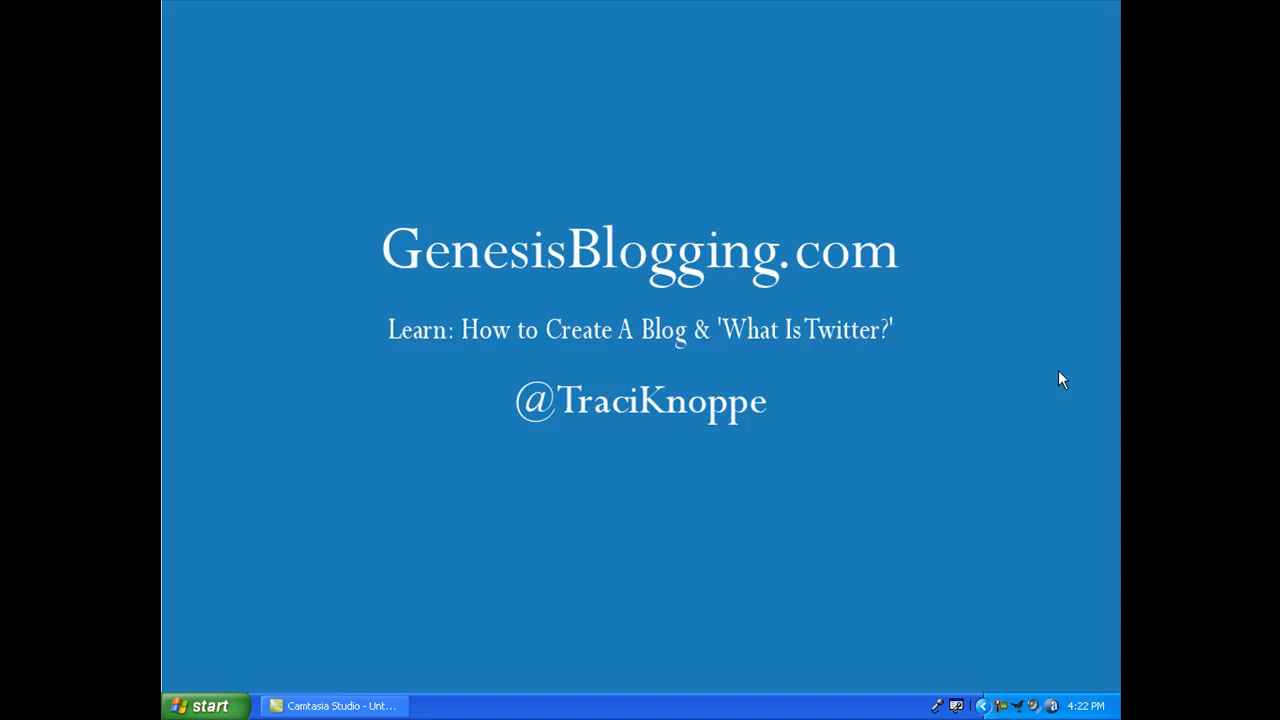 GenesisBlogging.com
Learn: How to Create A Blog & 'What Is Twitter?'
@TraciKnoppe
start
Camtasia Studio - Unt...
4:22 PM